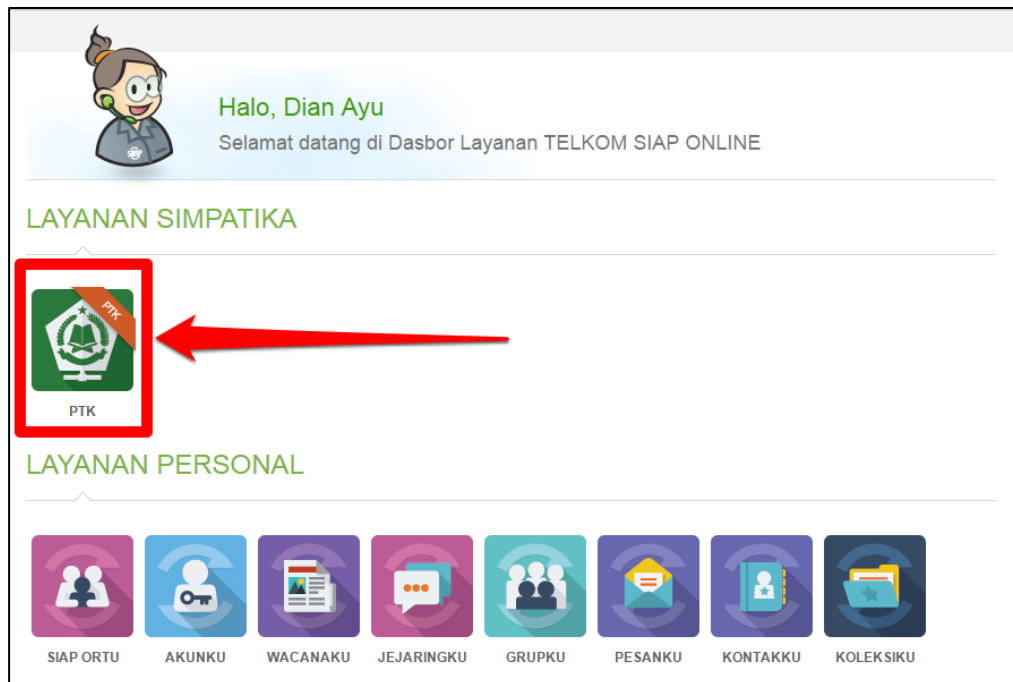 Halo, Dian Ayu
Selamat datang di Dasbor Layanan TELKOM SIAP ONLINE
LAYANAN SIMPATIKA
PTK
PTK
LAYANAN PERSONAL
SIAP ORTU AKUNKU WACANAKU JEJARINGKU GRUPKU PESANKU KONTAKKU KOLEKSIKU